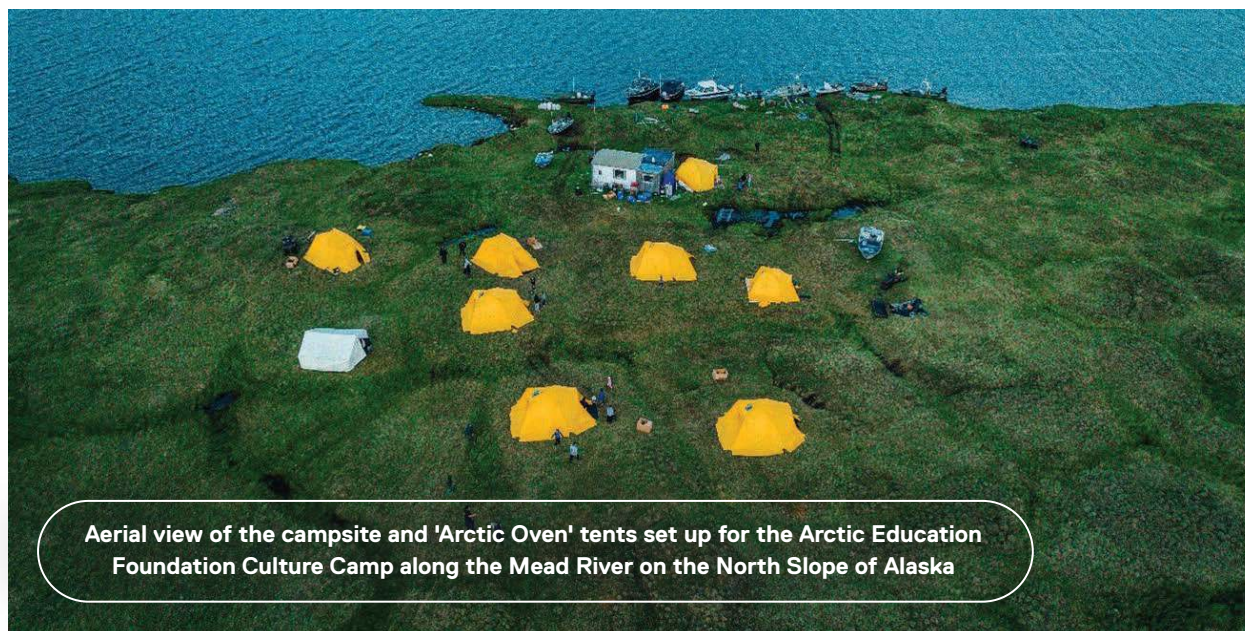 Aerial view of the campsite and 'Arctic Oven' tents set up for the Arctic Education
Foundation Culture Camp along the Mead River on the North Slope of Alaska